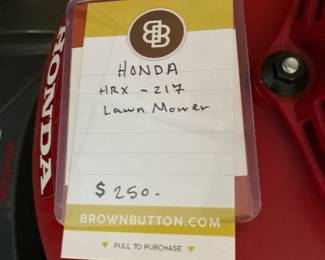 HONDA
BB
HONDA
HRX - 217
Lawn Mower
$ 250-
BROWNBUTTON.COM
▼ PULL TO PURCHASE ▼